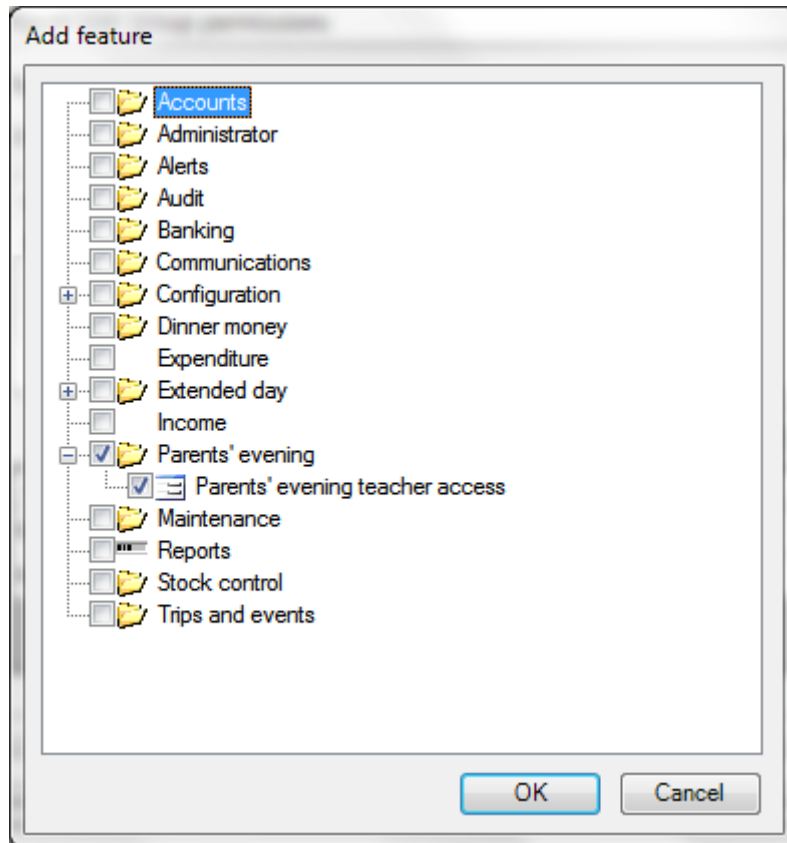 Add feature
Accounts
Administrator
Alerts
Audit
Banking
Communications
Configuration
Dinner money
Expenditure
Extended day
Income
Parents' evening
Parents' evening teacher access
Maintenance
Reports
Stock control
Trips and events
OK Cancel